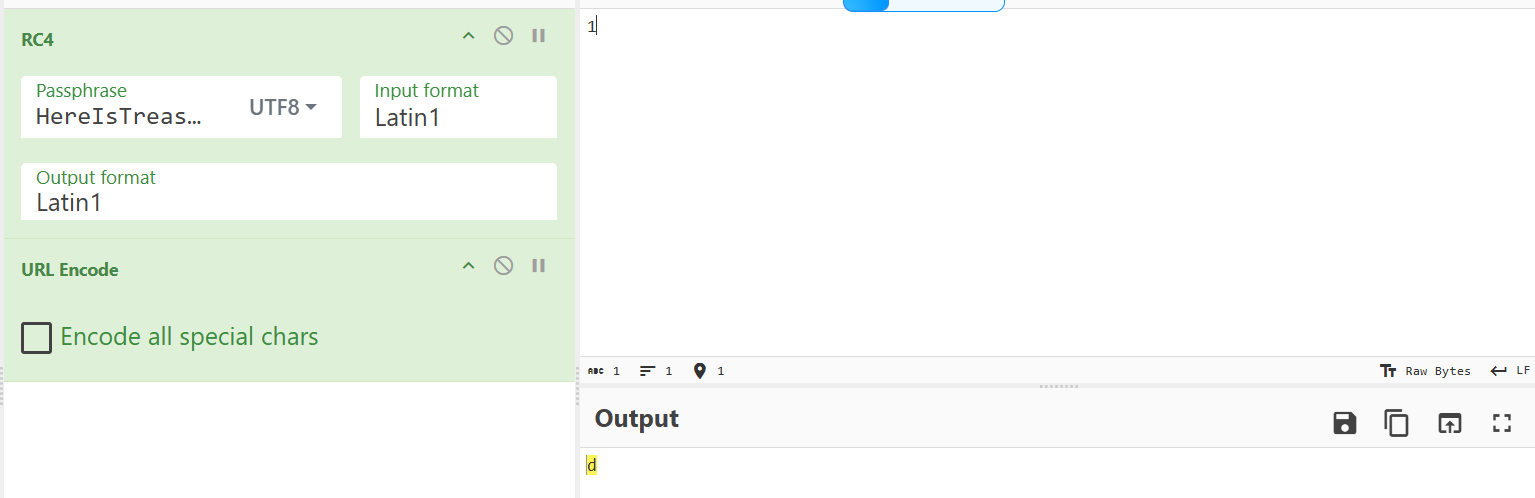 RC4
Passphrase
HereIsTreas…
UTF8
Input format
Latin1
Output format
Latin1
URL Encode
Encode all special chars
1
ABC 1 1 1
Raw Bytes LF
Output
d